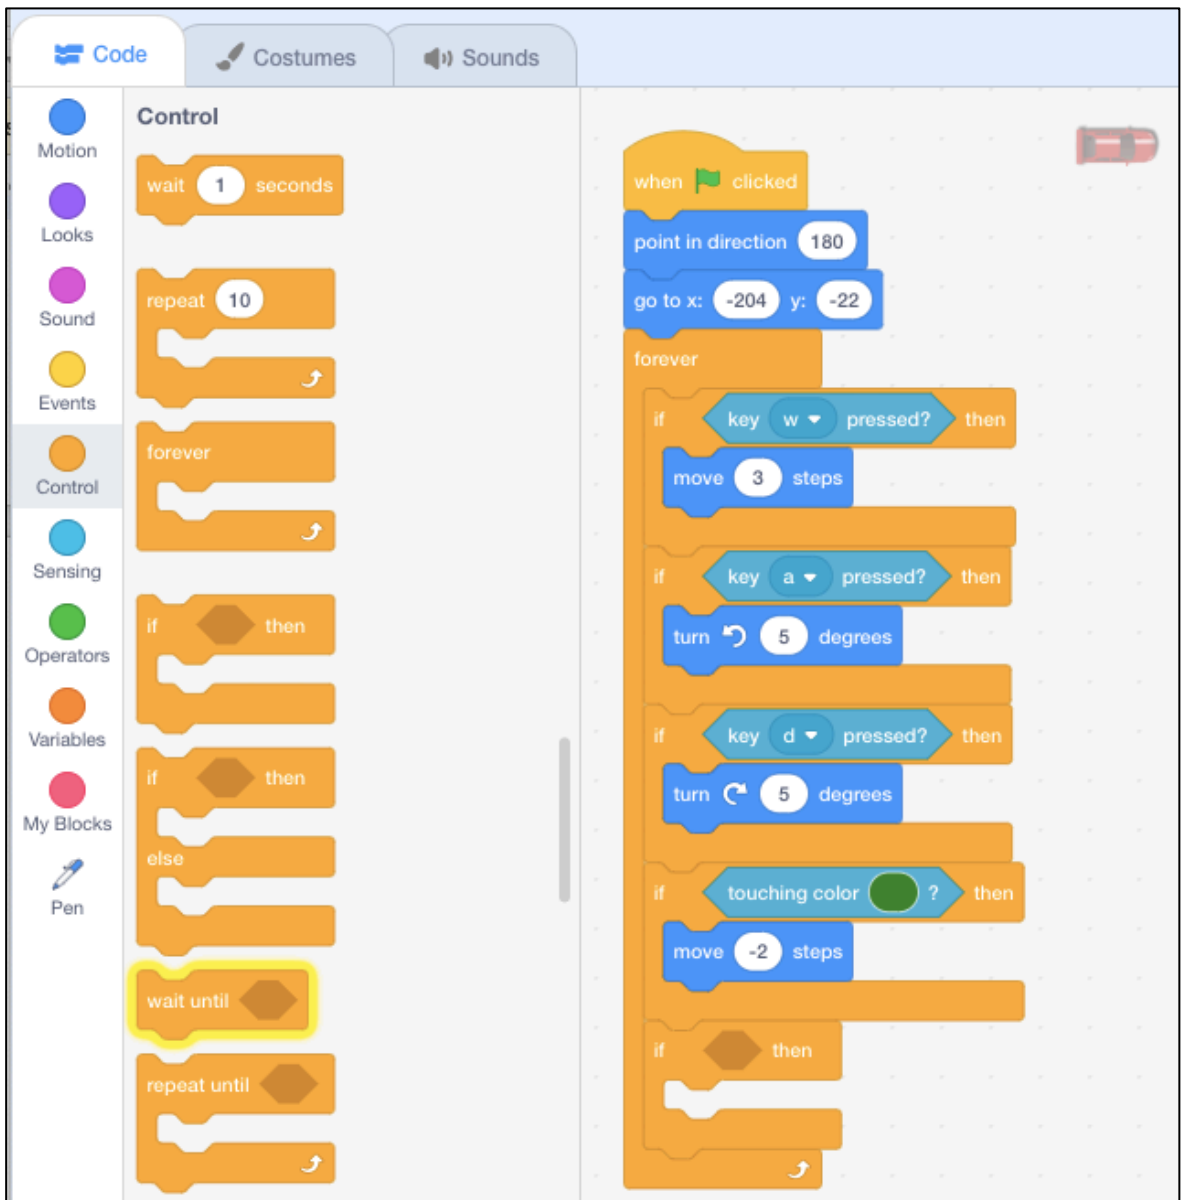 Code
Costumes
Sounds
Motion
Looks
Sound
Events
Control
Sensing
Operators
Variables
My Blocks
Pen
Control
wait 1 seconds
repeat 10
forever
if then
if then
else
wait until
repeat until
when clicked
point in direction 180
go to x: -204 y: -22
forever
if key w pressed? then
move 3 steps
if key a pressed? then
turn 5 degrees
if key d pressed? then
turn 5 degrees
if touching color ? then
move -2 steps
if then